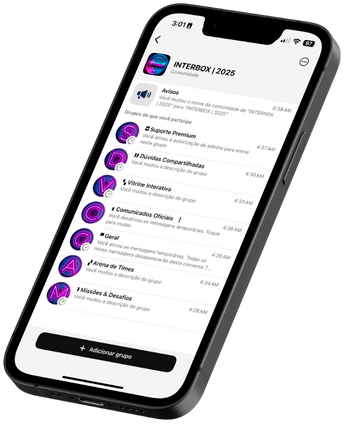 3:01
97
INTERBOX | 2025
Comunidade
Avisos
8:38 AM
Você mudou o nome da comunidade de "INTERBOX
| 2025" para "INTERBOX | 2025"
Grupos de que você participa
S
Suporte Premium
4:37 AM
Você ativou a autorização de admins para entrar
neste grupo
D
Dúvidas Compartilhadas
4:30 AM
Você mudou a descrição do grupo
V
Vitrine Interativa
4:33 AM
Você mudou a descrição do grupo
C
Comunicados Oficiais
4:36 AM
Você desativou as mensagens temporárias. Toque
para mudar.
G
Geral
4:36 AM
Você ativou as mensagens temporárias. Todas as
novas mensagens desaparecerão desta conversa 7...
A
Arena de Times
4:34 AM
Você mudou a descrição do grupo
M
Missões & Desafios
4:28 AM
Você mudou a descrição do grupo
+ Adicionar grupo